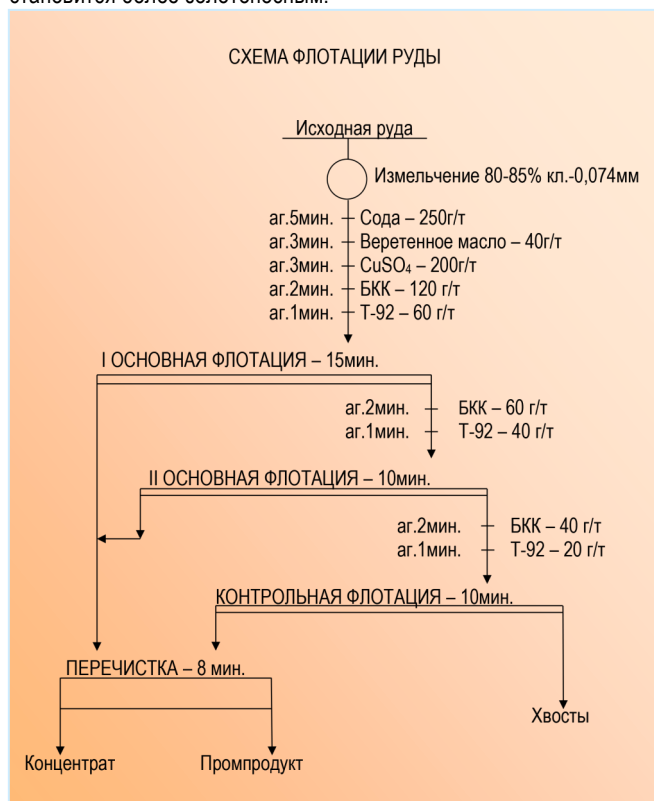 становится более золотоносным.
СХЕМА ФЛОТАЦИИ РУДЫ
Исходная руда
Измельчение 80-85% кл.-0,074мм
аг.5мин. Сода – 250г/т
аг.3мин. Веретенное масло – 40г/т
аг.3мин. CuSO₄ – 200г/т
аг.2мин. БКК – 120 г/т
аг.1мин. Т-92 – 60 г/т
I ОСНОВНАЯ ФЛОТАЦИЯ – 15мин.
аг.2мин. БКК – 60 г/т
аг.1мин. Т-92 – 40 г/т
II ОСНОВНАЯ ФЛОТАЦИЯ – 10мин.
аг.2мин. БКК – 40 г/т
аг.1мин. Т-92 – 20 г/т
КОНТРОЛЬНАЯ ФЛОТАЦИЯ – 10мин.
ПЕРЕЧИСТКА – 8 мин.
Хвосты
Концентрат Промпродукт